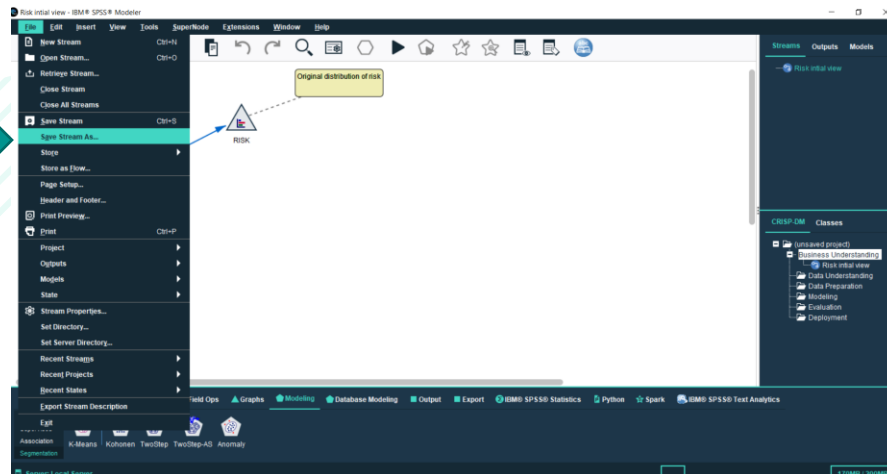 Risk intial view - IBM® SPSS® Modeler
File Edit Insert View Tools SuperNode Extensions Window Help
New Stream Ctrl+N
Open Stream... Ctrl+O
Retrieve Stream...
Close Stream
Close All Streams
Save Stream Ctrl+S
Save Stream As...
Store
Store as Flow...
Page Setup...
Header and Footer...
Print Preview...
Print Ctrl+P
Project
Outputs
Models
State
Stream Properties...
Set Directory...
Set Server Directory...
Recent Streams
Recent Projects
Recent States
Export Stream Description
Exit
Original distribution of risk
RISK
Streams Outputs Models
Risk intial view
CRISP-DM Classes
(unsaved project)
Business Understanding
Risk intial view
Data Understanding
Data Preparation
Modeling
Evaluation
Deployment
Field Ops Graphs Modeling Database Modeling Output Export IBM® SPSS® Statistics Python Spark IBM® SPSS® Text Analytics
Association
Segmentation
K-Means Kohonen TwoStep TwoStep-AS Anomaly
Server: Local Server